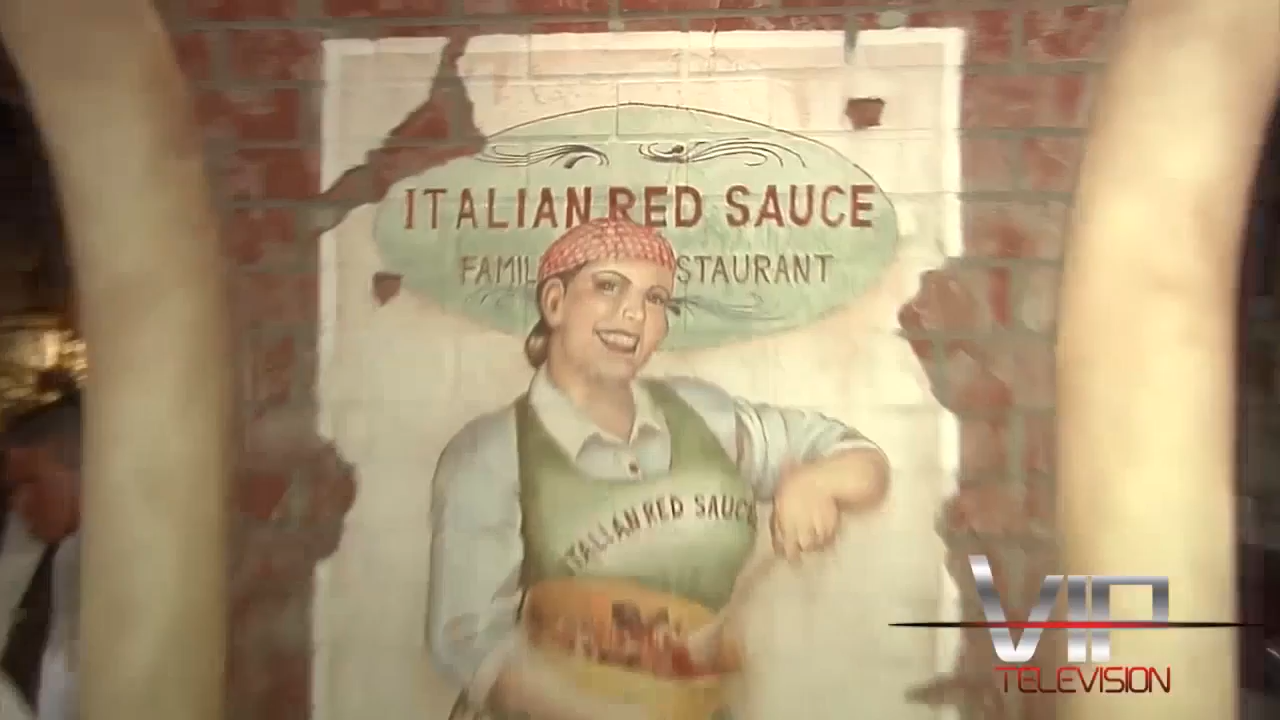 ITALIAN RED SAUCE
FAMIL STAURANT
ITALIAN RED SAUCE
VIP
TELEVISION